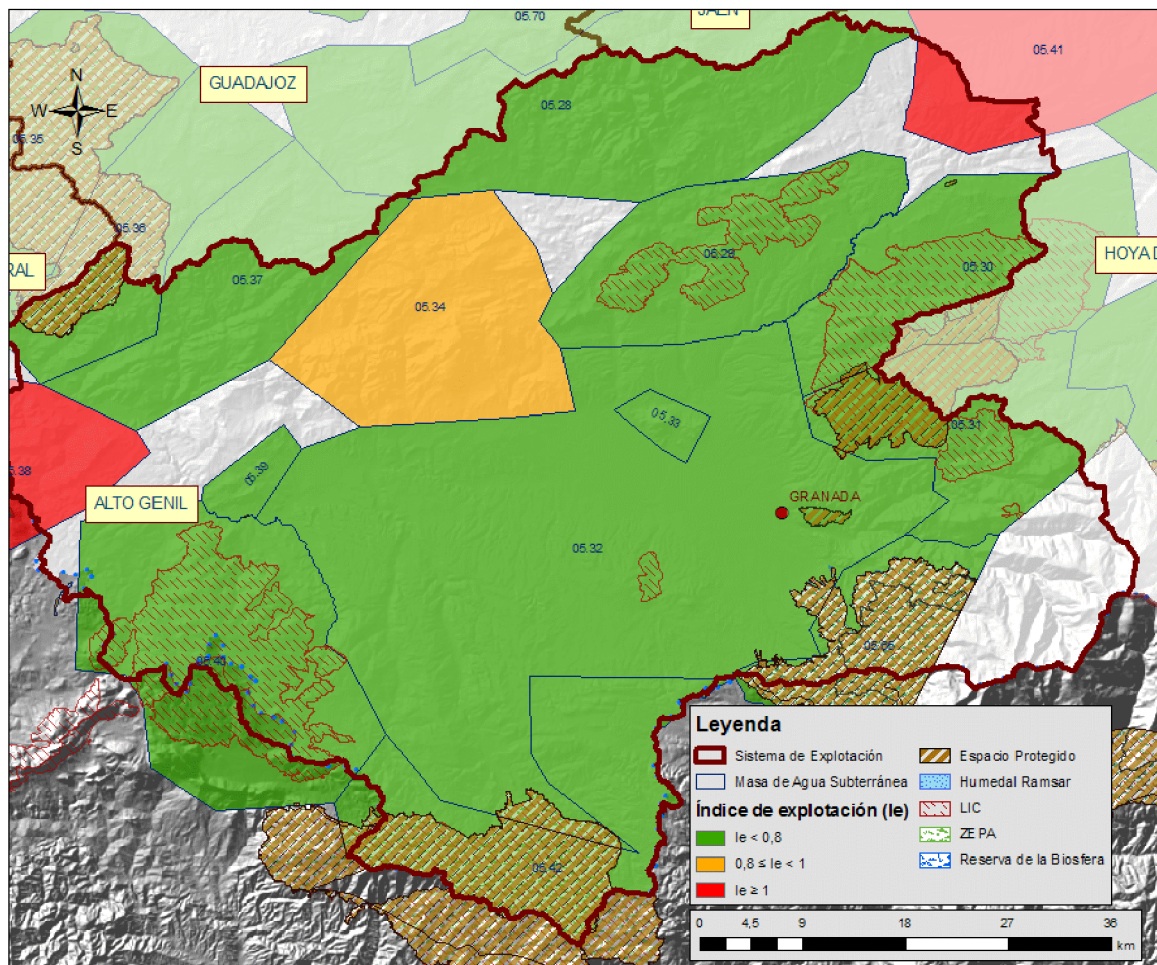 JAÉN
05.70
05.41
GUADAJOZ
N
W E
S
05.28
05.35
05.36
RAL
05.37
05.29
05.30
HOYA D
05.34
05.33
05.31
05.38
05.39
ALTO GENIL
GRANADA
05.32
05.40
05.42
Leyenda
Sistema de Explotación
Masa de Agua Subterránea
Índice de explotación (Ie)
Ie < 0,8
0,8 ≤ Ie < 1
Ie ≥ 1
Espacio Protegido
Humedal Ramsar
LIC
ZEPA
Reserva de la Biosfera
0 4,5 9 18 27 36
km